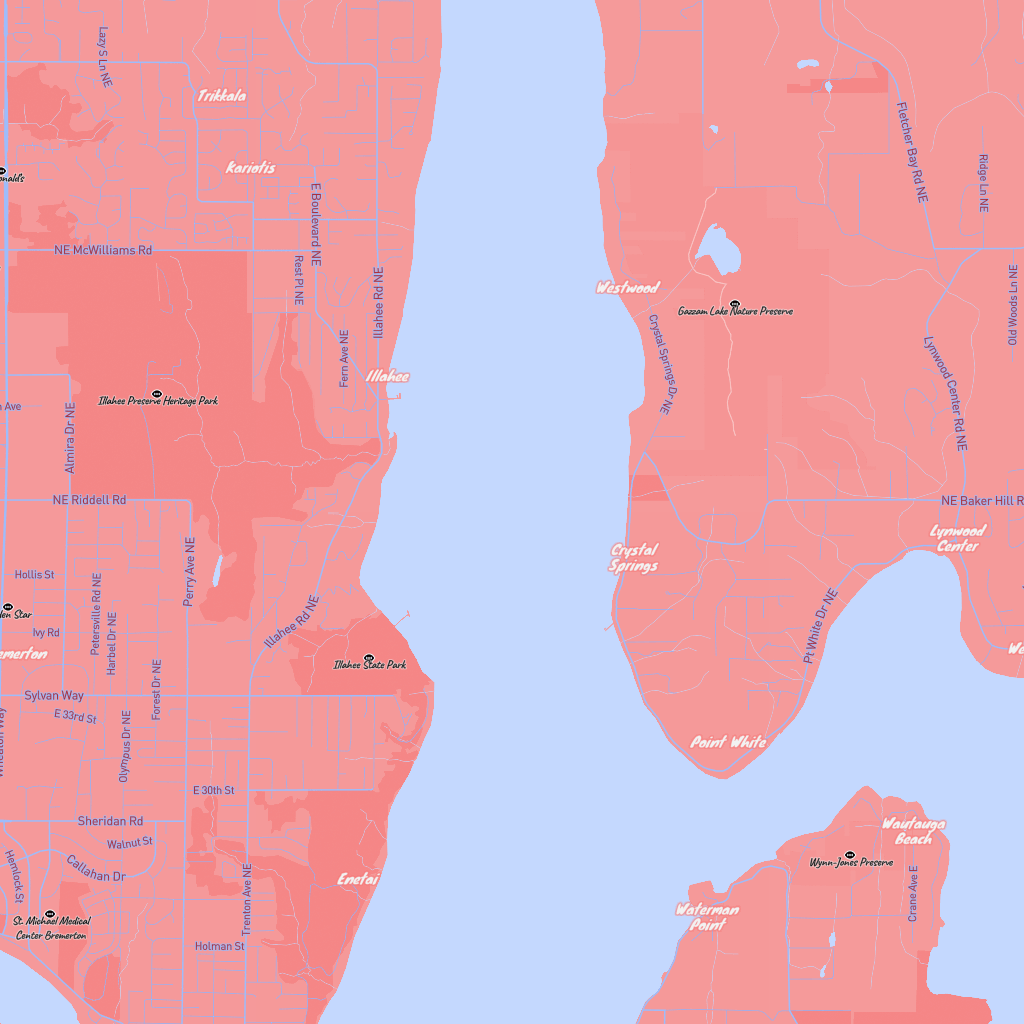 Lazy S Ln NE
Trikkala
Kariotis
Fletcher Bay Rd NE
Ridge Ln NE
E Boulevard NE
NE McWilliams Rd
Rest Pl NE
Illahee Rd NE
Westwood
Gazzam Lake Nature Preserve
Old Woods Ln NE
Crystal Springs Dr NE
Fern Ave NE
Illahee
Lynwood Center Rd NE
Illahee Preserve Heritage Park
Ave
Almira Dr NE
NE Riddell Rd
NE Baker Hill R
Lynwood
Center
Crystal
Springs
Perry Ave NE
Hollis St
Petersville Rd NE
Harbel Dr NE
Illahee Rd NE
Pt White Dr NE
Star
Ivy Rd
Illahee State Park
Forest Dr NE
Sylvan Way
E 33rd St
Olympus Dr NE
Point White
E 30th St
Sheridan Rd
Walnut St
Callahan Dr
Hemlock St
Wautauga
Beach
Wynn-Jones Preserve
Crane Ave E
Enetai
Trenton Ave NE
Waterman
Point
St. Michael Medical
Center Bremerton
Holman St